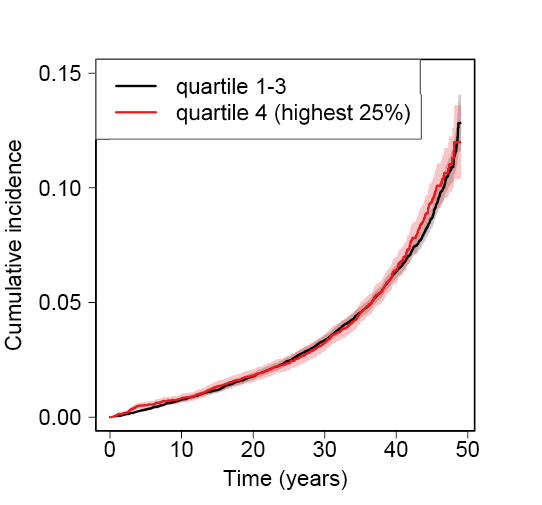 quartile 1-3
quartile 4 (highest 25%)
0.15
0.10
0.05
0.00
Cumulative incidence
0 10 20 30 40 50
Time (years)